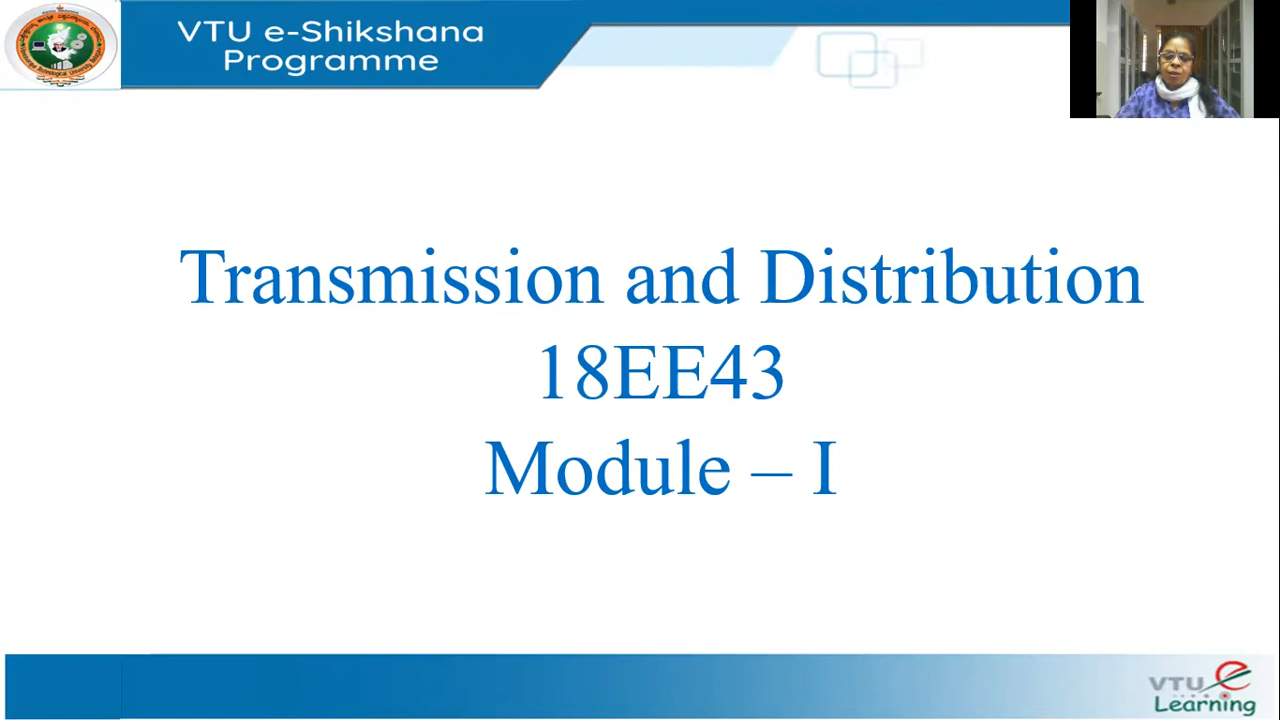 VTU e-Shikshana
Programme
Transmission and Distribution
18EE43
Module – I
VTU e
Learning